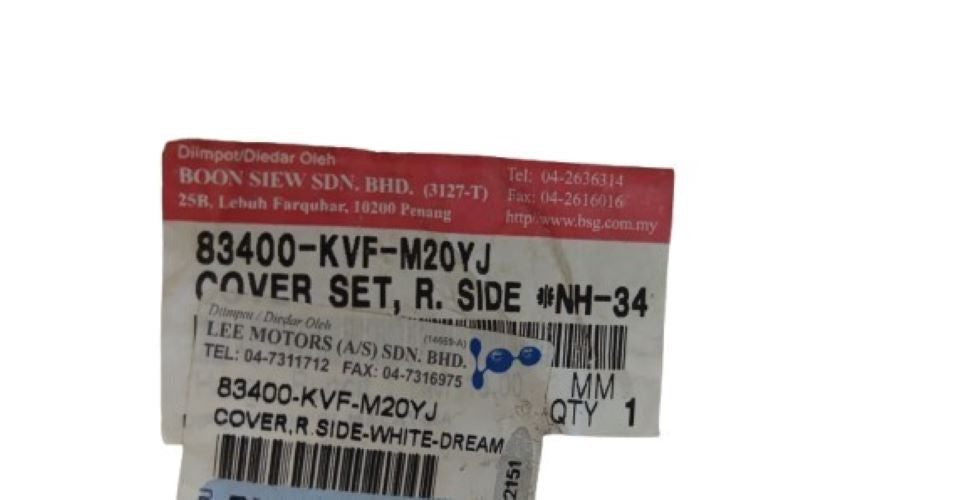 Diimpot/Diedar Oleh
BOON SIEW SDN. BHD. (3127-T)
25B, Lebuh Farquhar, 10200 Penang
Tel: 04-2636314
Fax: 04-2616016
http:\www.bsg.com.my
83400-KVF-M20YJ
COVER SET, R. SIDE *NH-34
MM
QTY 1
Diimpot / Diedar Oleh
LEE MOTORS (A/S) SDN. BHD. (14669-A)
TEL: 04-7311712 FAX: 04-7316975
83400-KVF-M20YJ
COVER,R.SIDE-WHITE-DREAM
2151